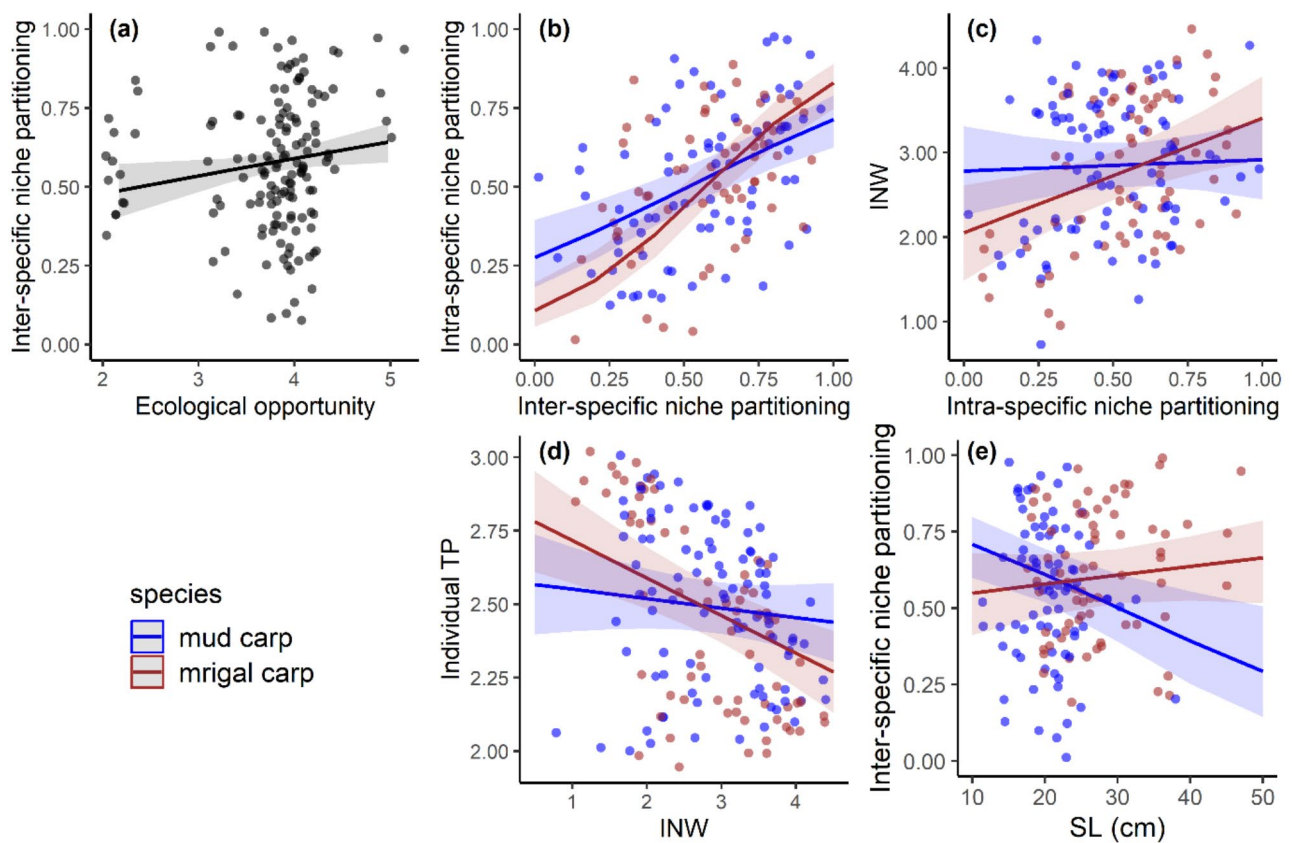 (a)
Inter-specific niche partitioning
1.00
0.75
0.50
0.25
0.00
2
3
4
5
Ecological opportunity
(b)
Intra-specific niche partitioning
1.00
0.75
0.50
0.25
0.00
0.00
0.25
0.50
0.75
1.00
Inter-specific niche partitioning
(c)
INW
4.00
3.00
2.00
1.00
0.00
0.25
0.50
0.75
1.00
Intra-specific niche partitioning
species
mud carp
mrigal carp
(d)
Individual TP
3.00
2.75
2.50
2.25
2.00
1
2
3
4
INW
(e)
Inter-specific niche partitioning
1.00
0.75
0.50
0.25
0.00
10
20
30
40
50
SL (cm)